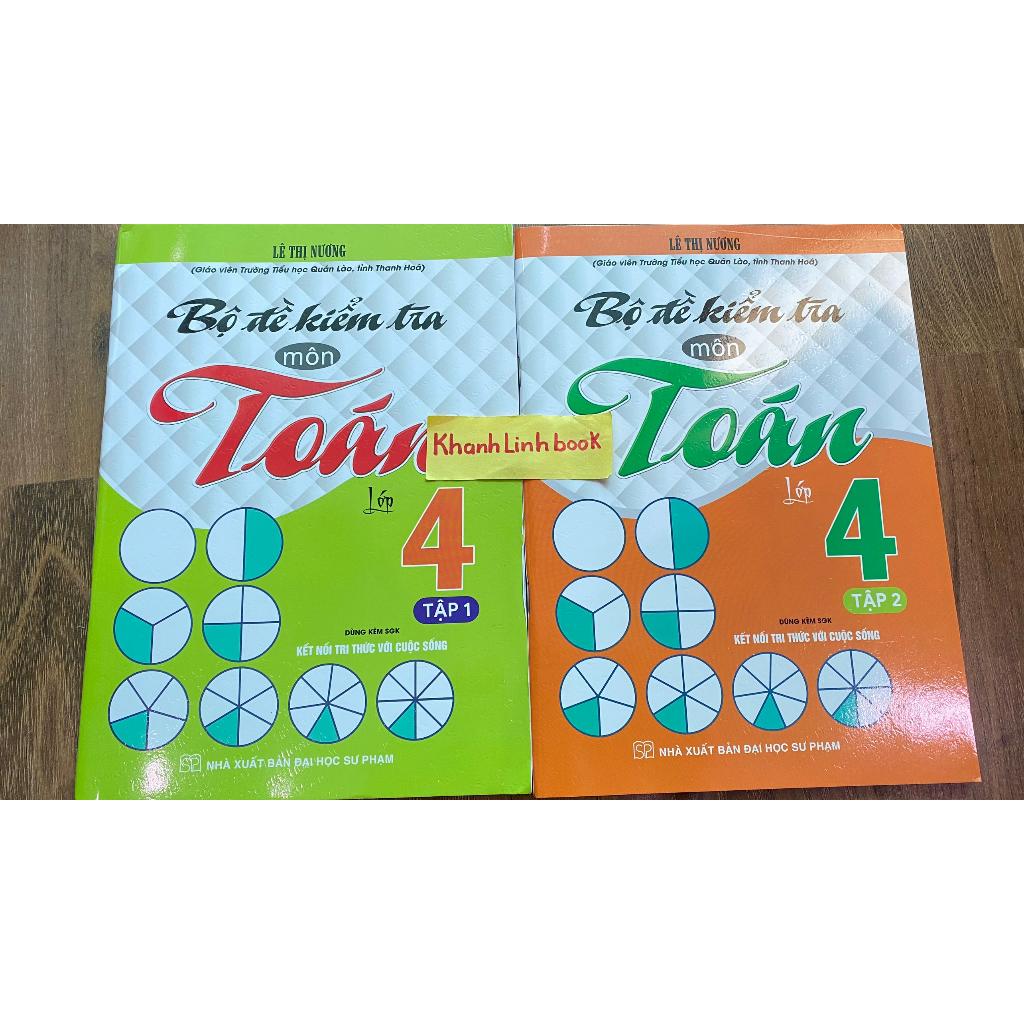 LÊ THỊ NƯƠNG
(Giáo viên Trường Tiểu học Quán Lào, tỉnh Thanh Hoá)
Bộ đề kiểm tra
môn
Toán
Lớp
4
TẬP 1
DÙNG KÈM SGK
KẾT NỐI TRI THỨC VỚI CUỘC SỐNG
SP NHÀ XUẤT BẢN ĐẠI HỌC SƯ PHẠM
Khanh Linh book
LÊ THỊ NƯƠNG
(Giáo viên Trường Tiểu học Quán Lào, tỉnh Thanh Hoá)
Bộ đề kiểm tra
môn
Toán
Lớp
4
TẬP 2
DÙNG KÈM SGK
KẾT NỐI TRI THỨC VỚI CUỘC SỐNG
SP NHÀ XUẤT BẢN ĐẠI HỌC SƯ PHẠM